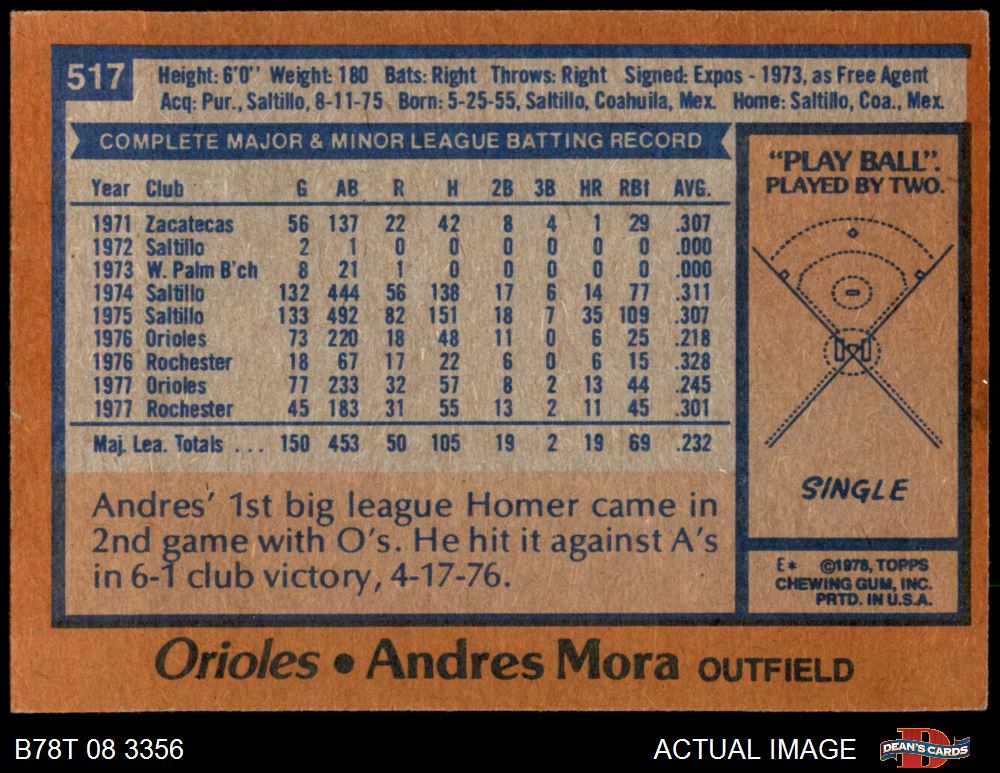 517
Height: 6'0" Weight: 180 Bats: Right Throws: Right Signed: Expos - 1973, as Free Agent
Acq: Pur., Saltillo, 8-11-75 Born: 5-25-55, Saltillo, Coahuila, Mex. Home: Saltillo, Coa., Mex.
COMPLETE MAJOR & MINOR LEAGUE BATTING RECORD
Year Club G AB R H 2B 3B HR RBI AVG.
1971 Zacatecas 56 137 22 42 8 4 1 29 .307
1972 Saltillo 2 1 0 0 0 0 0 0 .000
1973 W. Palm B'ch 8 21 1 0 0 0 0 0 .000
1974 Saltillo 132 444 56 138 17 6 14 77 .311
1975 Saltillo 133 492 82 151 18 7 35 109 .307
1976 Orioles 73 220 18 48 11 0 6 25 .218
1976 Rochester 18 67 17 22 6 0 6 15 .328
1977 Orioles 77 233 32 57 8 2 13 44 .245
1977 Rochester 45 183 31 55 13 2 11 45 .301
Maj. Lea. Totals ... 150 453 50 105 19 2 19 69 .232
Andres' 1st big league Homer came in
2nd game with O's. He hit it against A's
in 6-1 club victory, 4-17-76.
"PLAY BALL".
PLAYED BY TWO.
SINGLE
E* ©1978, TOPPS
CHEWING GUM, INC.
PRTD. IN U.S.A.
Orioles • Andres Mora OUTFIELD
B78T 08 3356
ACTUAL IMAGE
DEAN'S CARDS